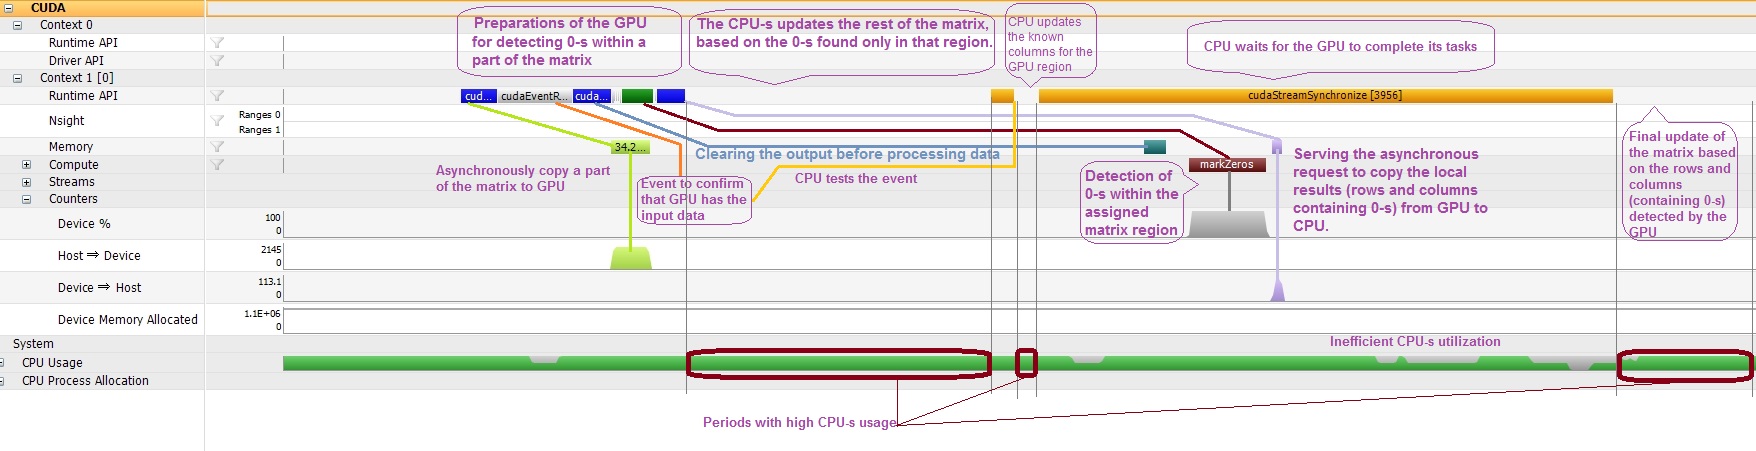 CUDA
Context 0
Runtime API
Driver API
Context 1 [0]
Runtime API
Nsight
Ranges 0
Ranges 1
Memory
Compute
Streams
Counters
Device %
100
0
Host ⇒ Device
2145
0
Device ⇒ Host
113.1
0
Device Memory Allocated
1.1E+06
0
System
CPU Usage
CPU Process Allocation
Preparations of the GPU
for detecting 0-s within a
part of the matrix
The CPU-s updates the rest of the matrix,
based on the 0-s found only in that region.
CPU updates
the known
columns for the
GPU region
CPU waits for the GPU to complete its tasks
cud...
cudaEventR...
cuda...
cudaStreamSynchronize [3956]
34.2...
Clearing the output before processing data
markZeros
Asynchronously copy a part
of the matrix to GPU
Event to confirm
that GPU has the
input data
CPU tests the event
Detection of
0-s within the
assigned
matrix region
Serving the asynchronous
request to copy the local
results (rows and columns
containing 0-s) from GPU to
CPU.
Final update of
the matrix based
on the rows and
columns
(containing 0-s)
detected by the
GPU
Inefficient CPU-s utilization
Periods with high CPU-s usage